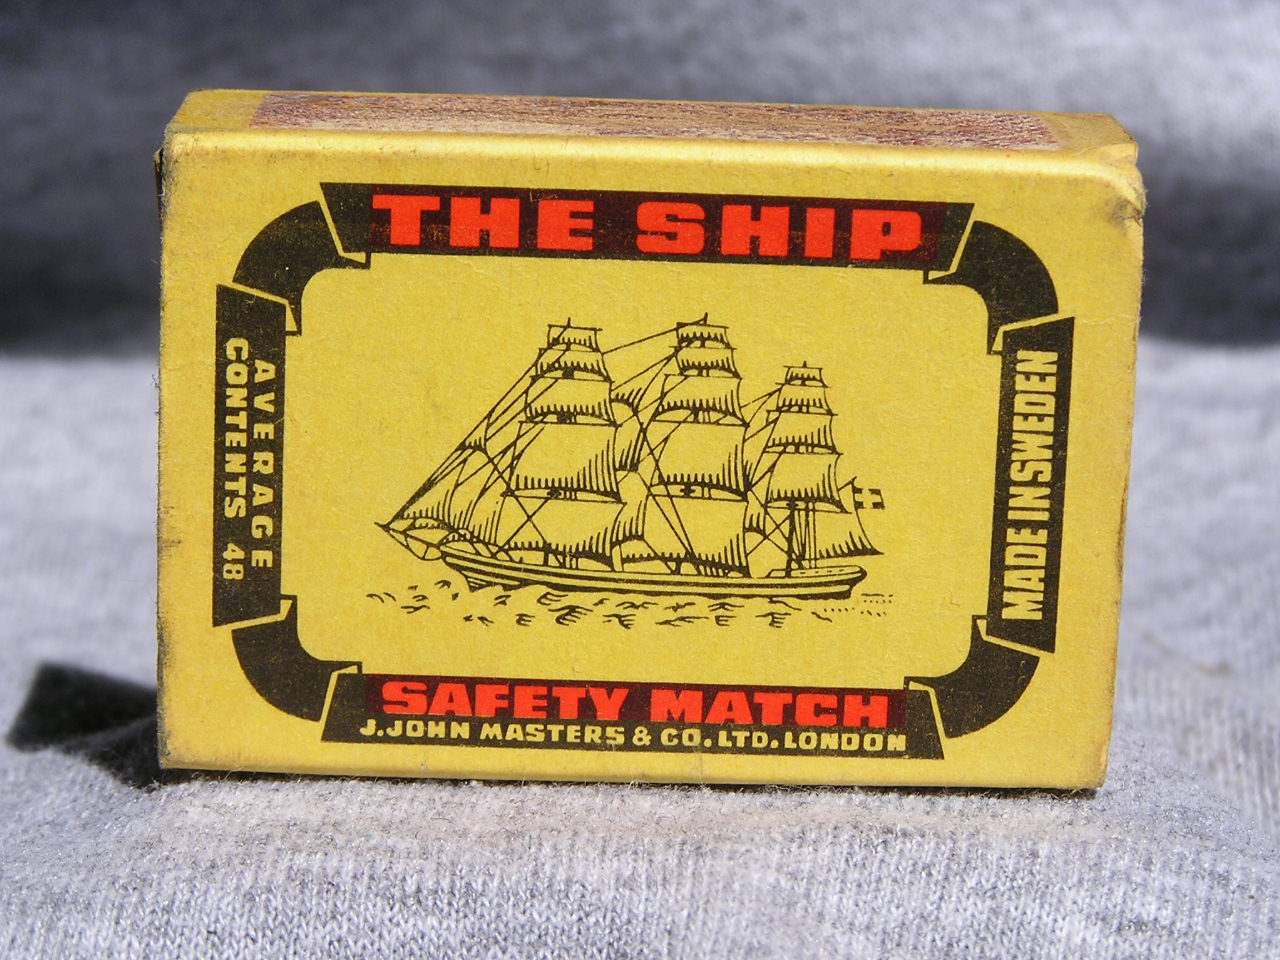 THE SHIP
AVERAGE
CONTENTS 48
MADE IN SWEDEN
SAFETY MATCH
J.JOHN MASTERS & CO.LTD.LONDON